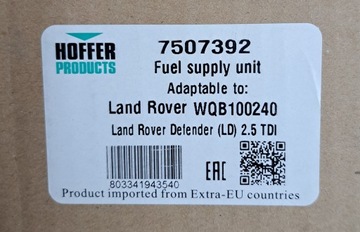 HOFFER
PRODUCTS
7507392
Fuel supply unit
Adaptable to:
Land Rover WQB100240
Land Rover Defender (LD) 2.5 TDI
803341943540
EAC
Product imported from Extra-EU countries